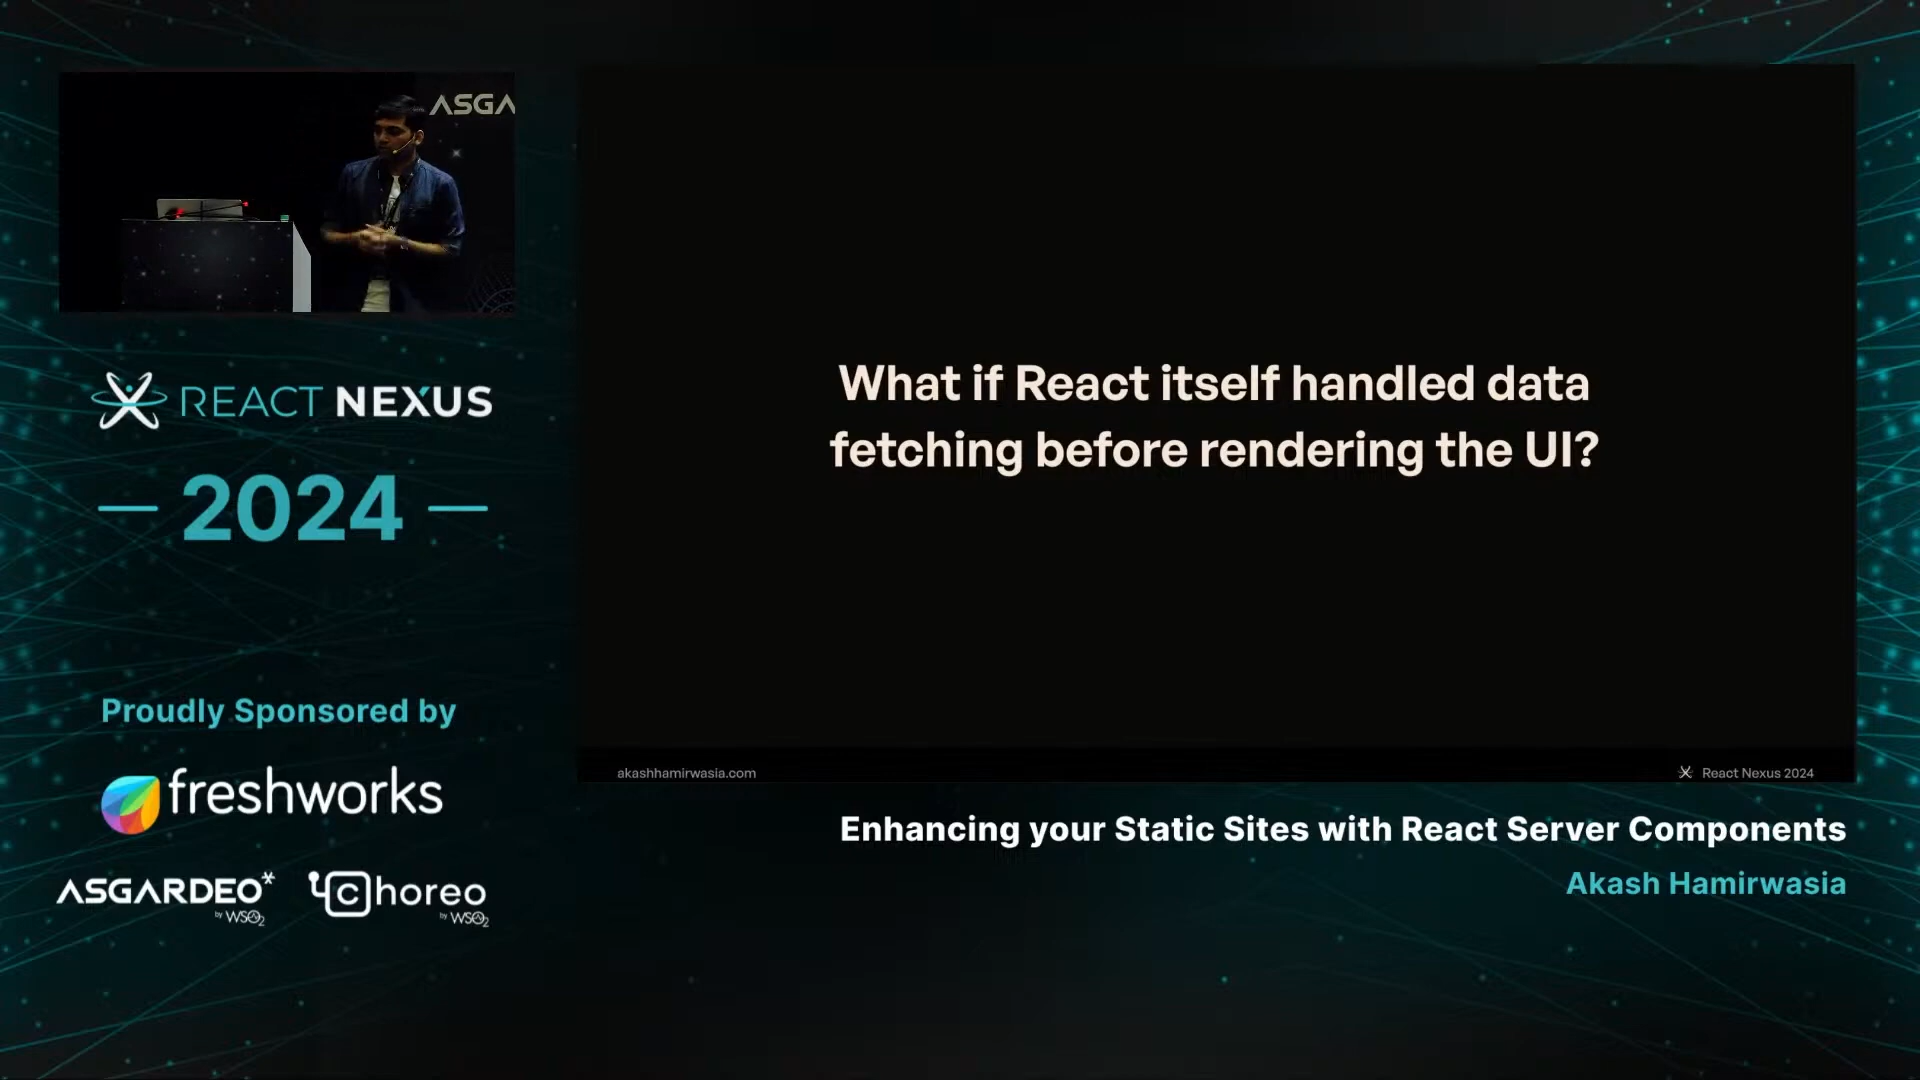 ASGA
REACT NEXUS
2024
Proudly Sponsored by
freshworks
ASGARDEO
by WSO2
choreo
by WSO2
What if React itself handled data
fetching before rendering the UI?
akashhamirwasia.com
React Nexus 2024
Enhancing your Static Sites with React Server Components
Akash Hamirwasia